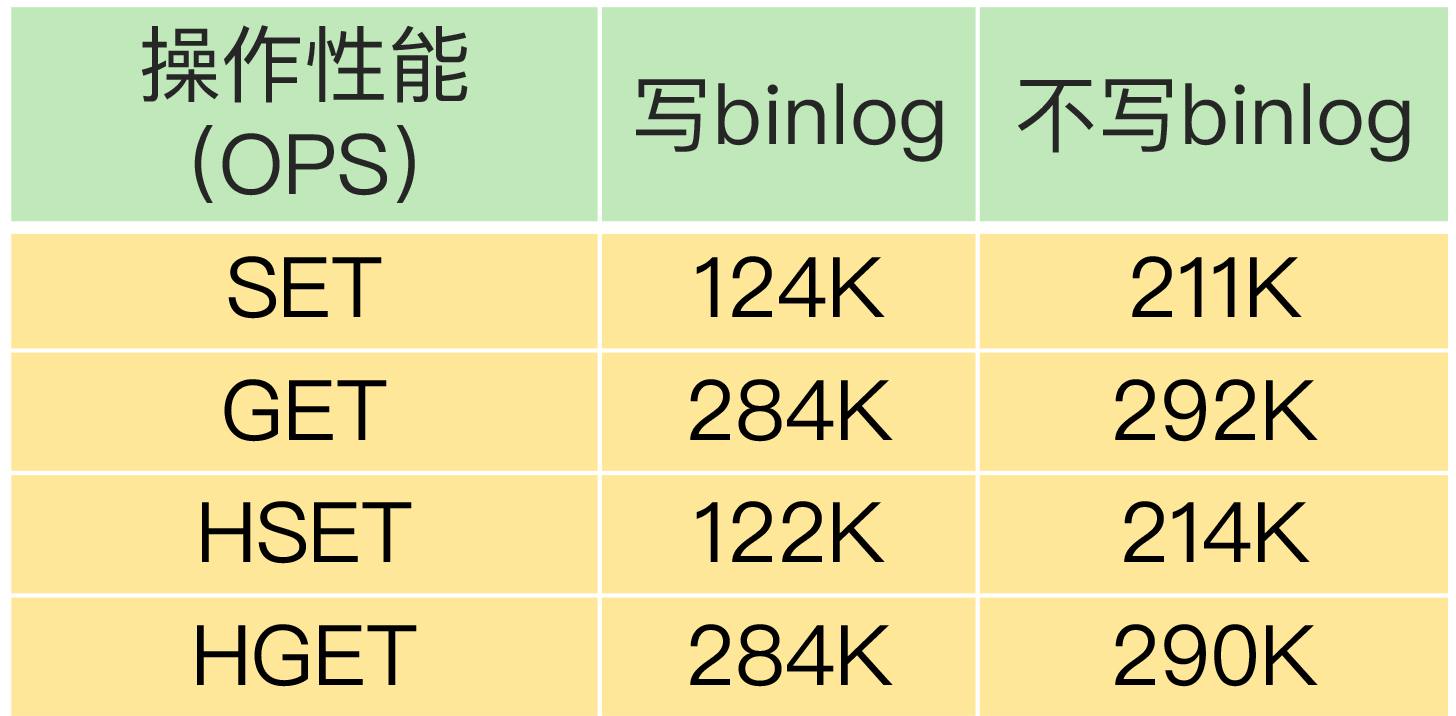 操作性能
(OPS)
写binlog
不写binlog
SET
124K
211K
GET
284K
292K
HSET
122K
214K
HGET
284K
290K